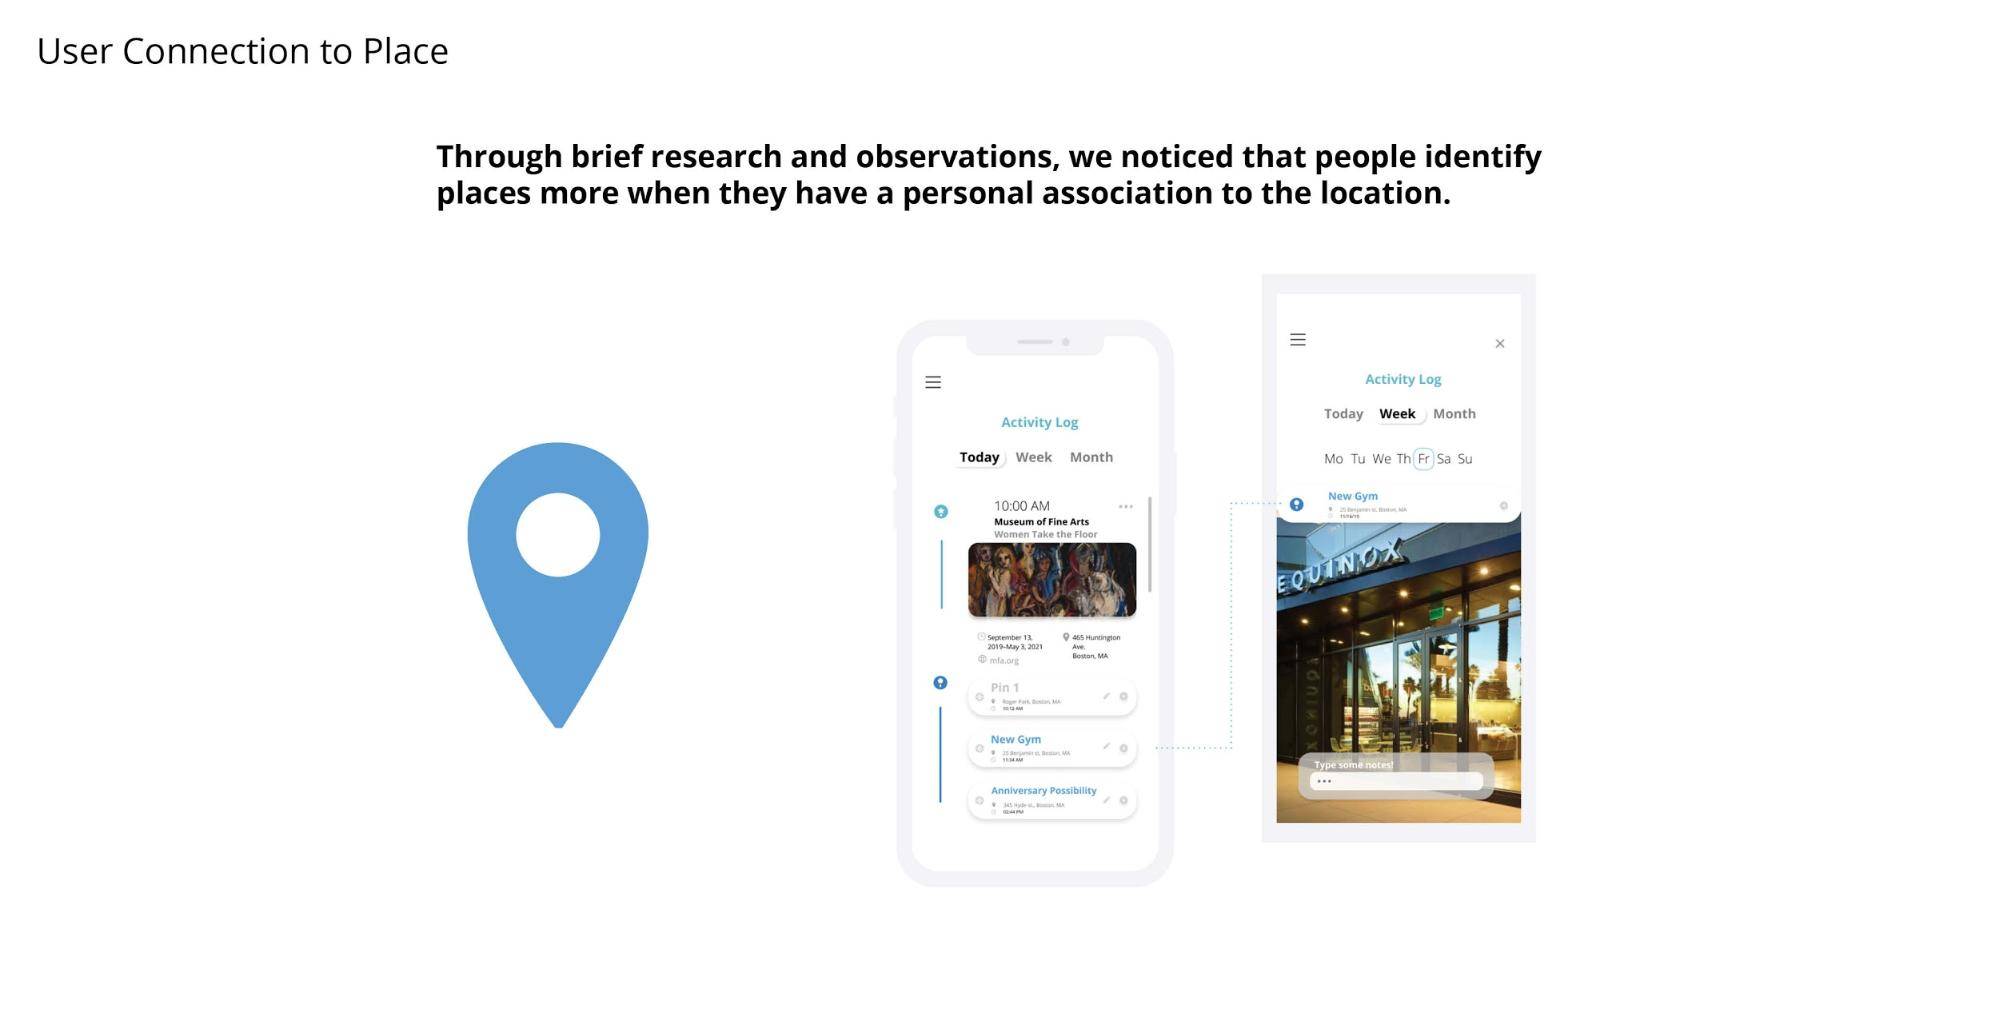 User Connection to Place
Through brief research and observations, we noticed that people identify
places more when they have a personal association to the location.
Activity Log
Today Week Month
10:00 AM
Museum of Fine Arts
Women Take the Floor
September 13,
2019–May 3, 2021
465 Huntington
Ave.
Boston, MA
mfa.org
Pin 1
Roger Park, Boston, MA
10:12 AM
New Gym
25 Benjamin st, Boston, MA
11:34 AM
Anniversary Possibility
345 Hyde st., Boston, MA
02:44 PM
Activity Log
Today Week Month
Mo Tu We Th Fr Sa Su
New Gym
25 Benjamin st, Boston, MA
EQUINOX
Type some notes!